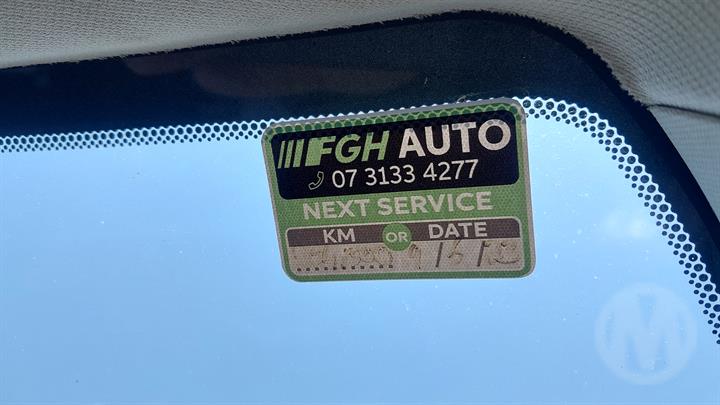 FGH AUTO
07 3133 4277
NEXT SERVICE
KM OR DATE
M